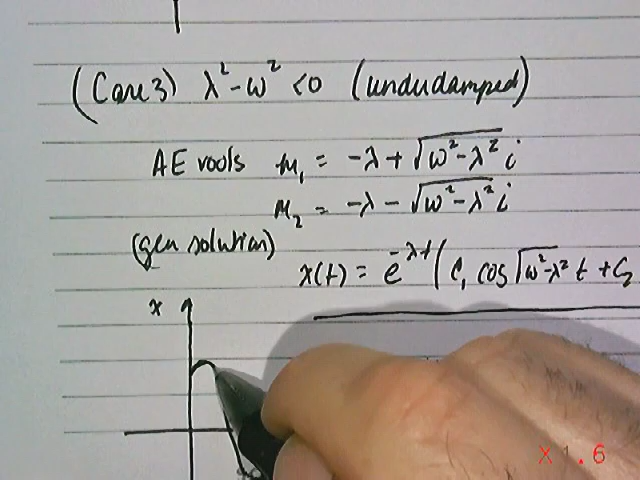 (Case 3) λ² - ω² < 0 (underdamped)
AE roots m₁ = -λ + √(ω² - λ²) i
m₂ = -λ - √(ω² - λ²) i
(gen solution)
x(t) = e^(-λt) ( C₁ cos √(ω² - λ²) t + C₂
x
X1.6